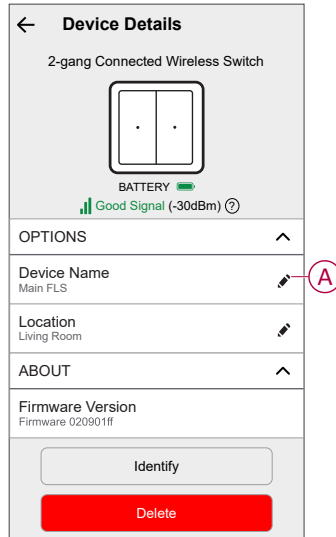 Device Details
2-gang Connected Wireless Switch
BATTERY
Good Signal (-30dBm) ?
OPTIONS
Device Name
A
Main FLS
Location
Living Room
ABOUT
Firmware Version
Firmware 020901ff
Identify
Delete